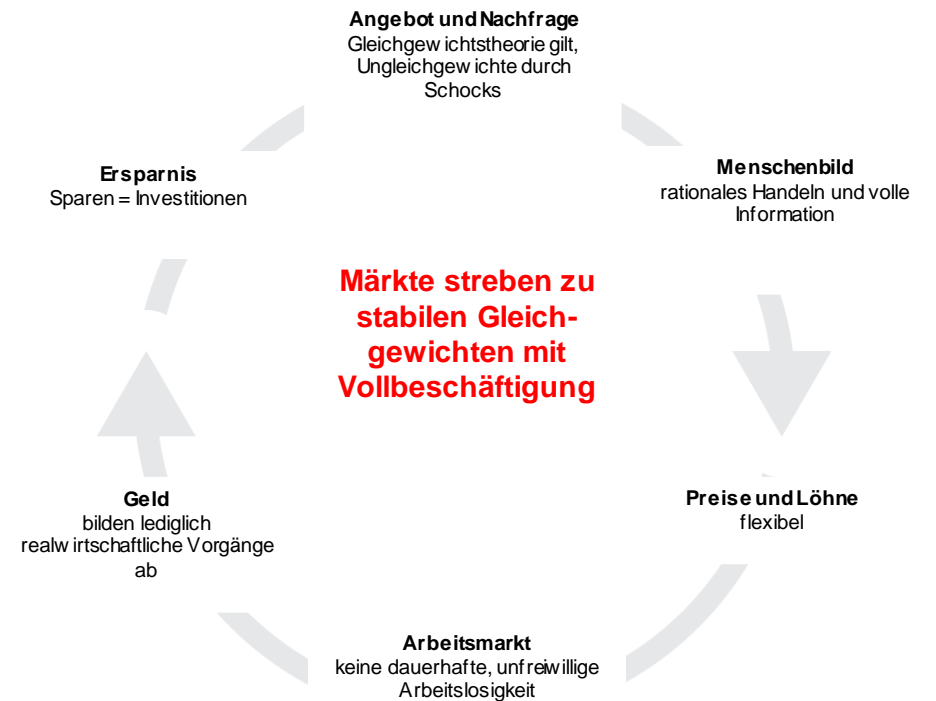 Angebot und Nachfrage
Gleichgewichtstheorie gilt,
Ungleichgewichte durch
Schocks
Menschenbild
rationales Handeln und volle
Information
Preise und Löhne
flexibel
Arbeitsmarkt
keine dauerhafte, unfreiwillige
Arbeitslosigkeit
Geld
bilden lediglich
realwirtschaftliche Vorgänge
ab
Ersparnis
Sparen = Investitionen
Märkte streben zu
stabilen Gleich-
gewichten mit
Vollbeschäftigung